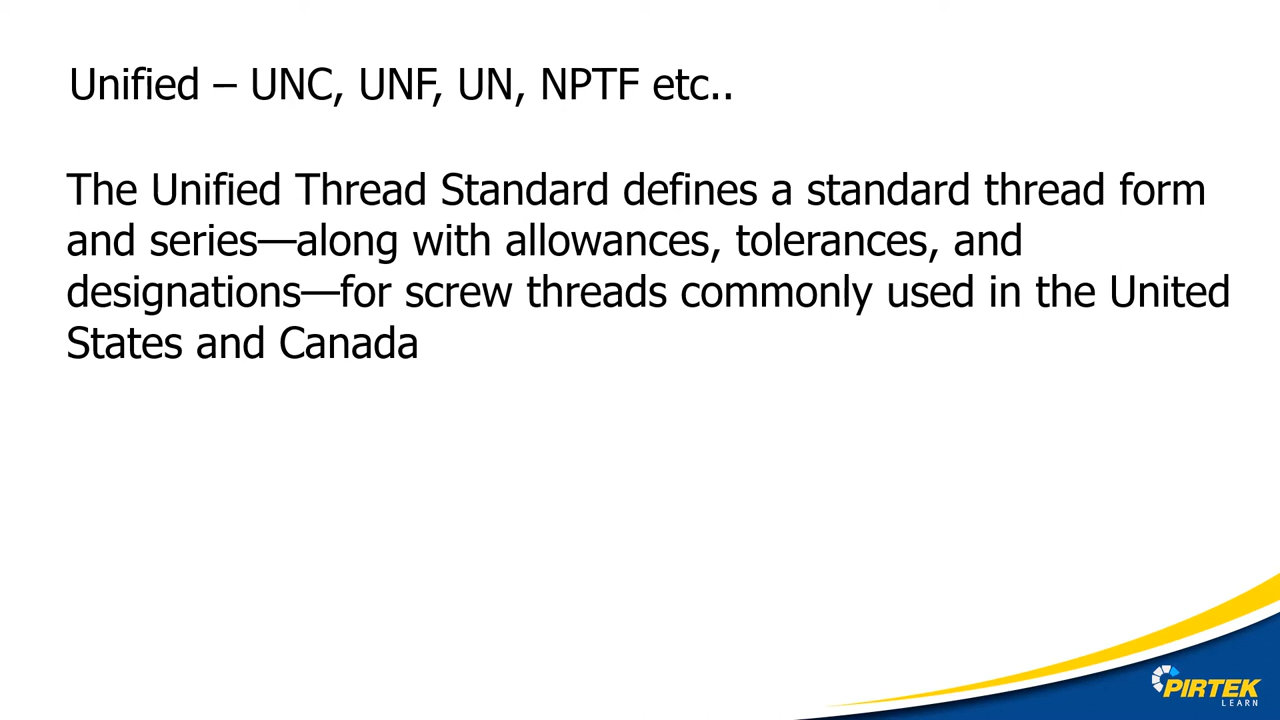 Unified – UNC, UNF, UN, NPTF etc..
The Unified Thread Standard defines a standard thread form
and series—along with allowances, tolerances, and
designations—for screw threads commonly used in the United
States and Canada
PIRTEK
LEARN